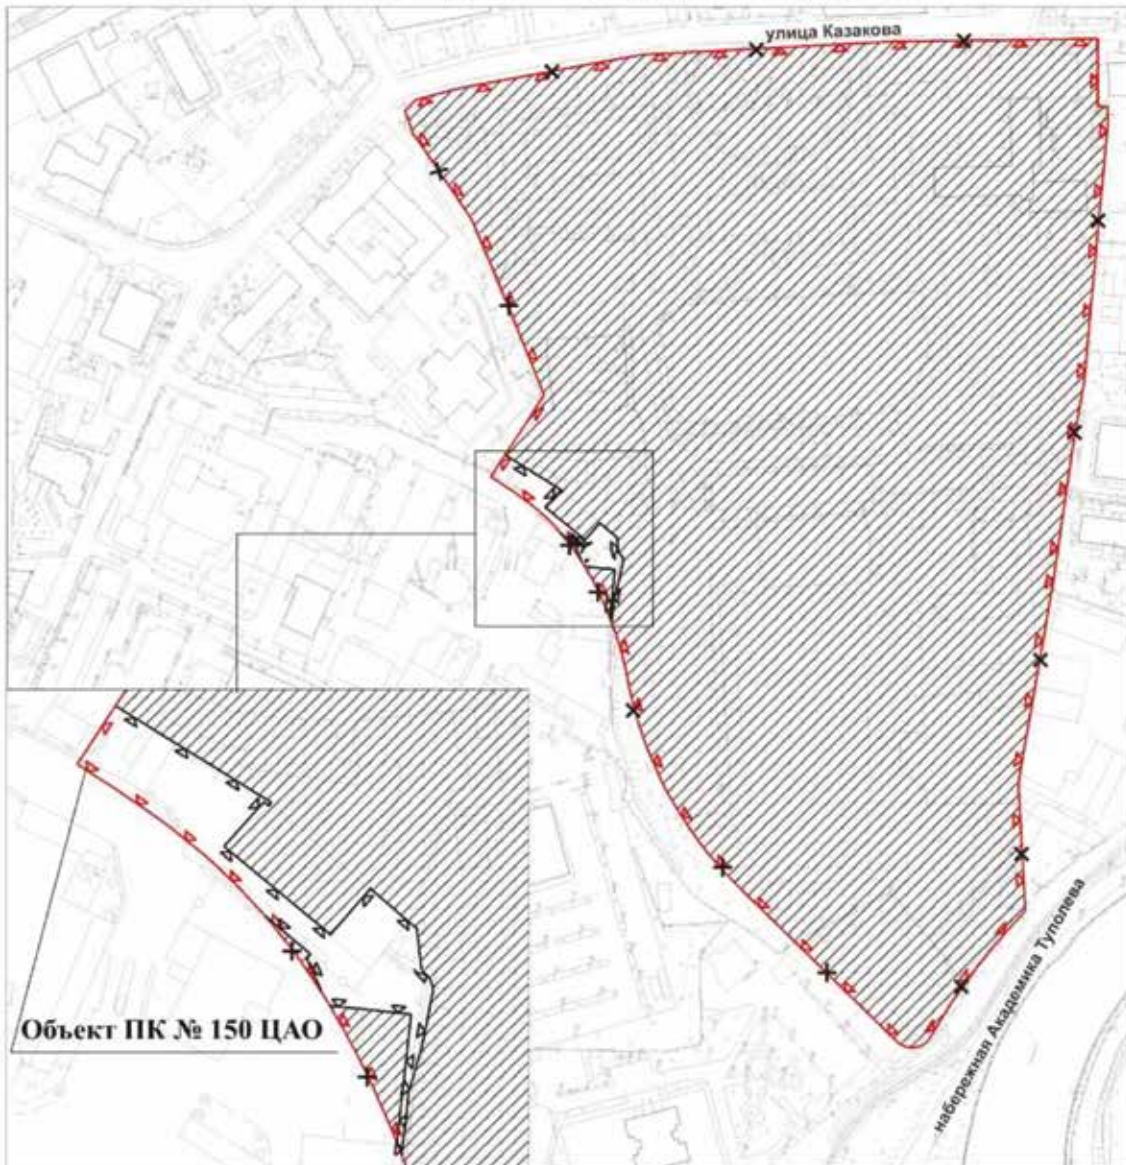 улица Казакова
Объект ПК № 150 ЦАО
набережная Академика Туполева